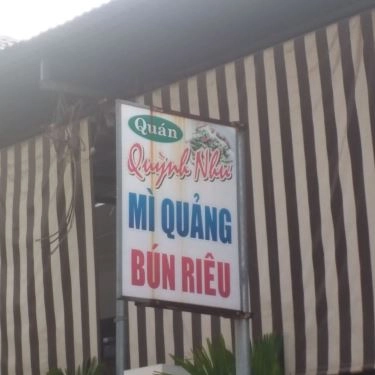 Quán
Quỳnh Như
MÌ QUẢNG
BÚN RIÊU